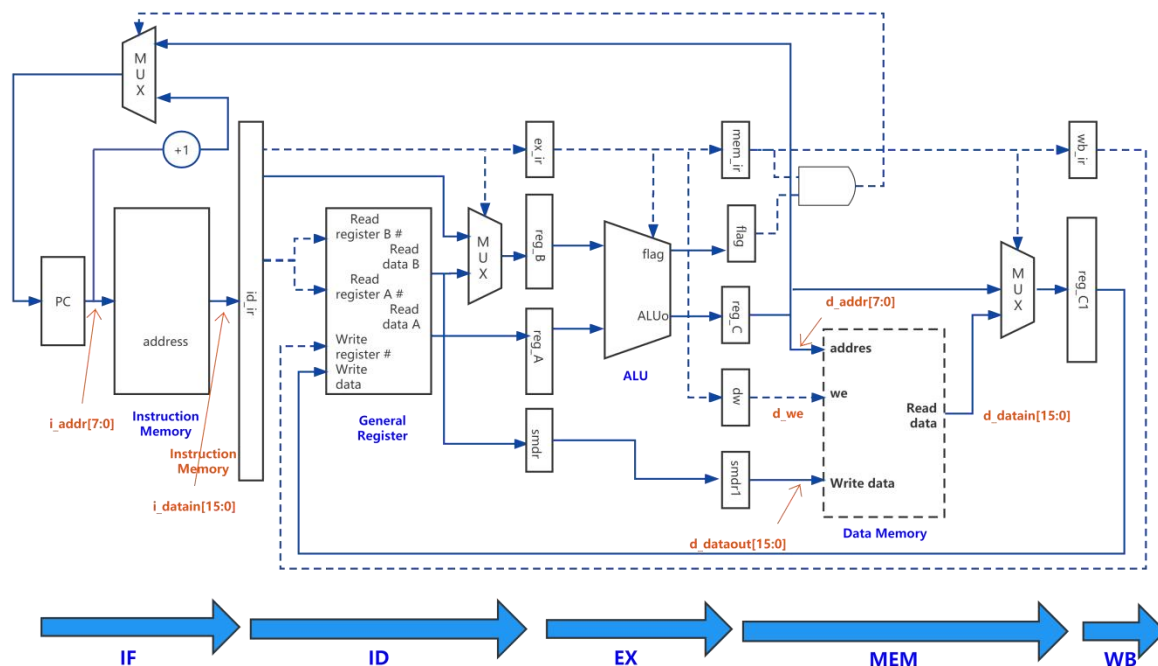 MUX
+1
PC
address
Instruction
Memory
i_addr[7:0]
Instruction
Memory
i_datain[15:0]
id_ir
Read
register B #
Read
data B
Read
register A #
Read
data A
Write
register #
Write
data
General
Register
MUX
ex_ir
reg_B
reg_A
smdr
flag
ALUo
ALU
mem_ir
flag
reg_C
dw
smdr1
d_addr[7:0]
addres
we
d_we
Read
data
Write data
d_dataout[15:0]
Data Memory
d_datain[15:0]
MUX
wb_ir
reg_C1
IF
ID
EX
MEM
WB